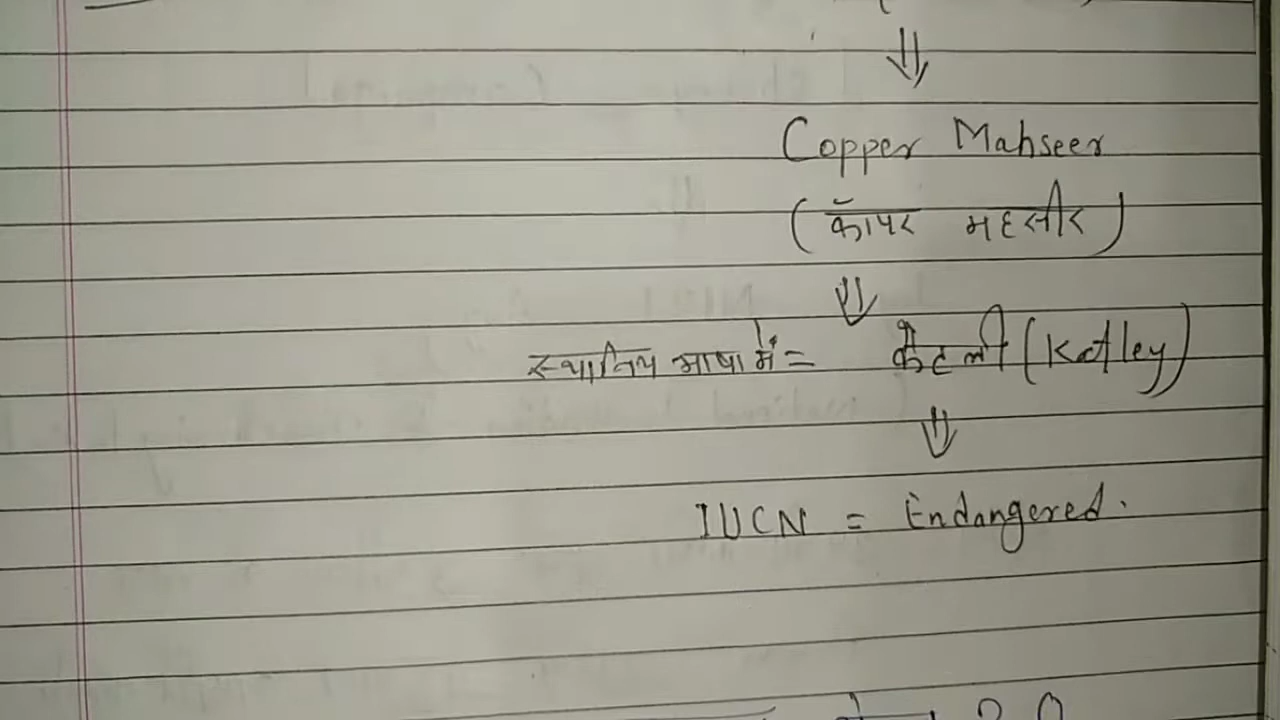 ⇓
Copper Mahseer
(कॉपर महसीर)
⇓
स्थानिय भाषा में = कैटली (Katley)
⇓
IUCN = Endangered.